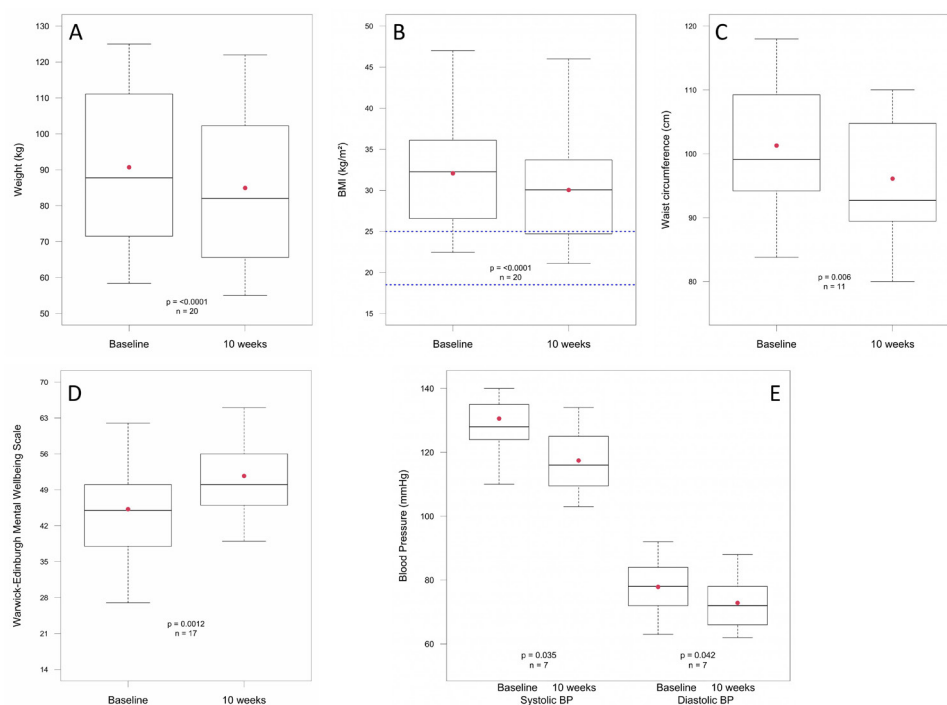 A
Weight (kg)
130
120
110
100
90
80
70
60
50
p = <0.0001
n = 20
Baseline
10 weeks
B
BMI (kg/m²)
50
45
40
35
30
25
20
15
p = <0.0001
n = 20
Baseline
10 weeks
C
Waist circumference (cm)
120
110
100
90
80
p = 0.006
n = 11
Baseline
10 weeks
D
Warwick-Edinburgh Mental Wellbeing Scale
70
63
56
49
42
35
28
21
14
p = 0.0012
n = 17
Baseline
10 weeks
E
Blood Pressure (mmHg)
140
120
100
80
60
p = 0.035
n = 7
p = 0.042
n = 7
Baseline 10 weeks
Systolic BP
Baseline 10 weeks
Diastolic BP